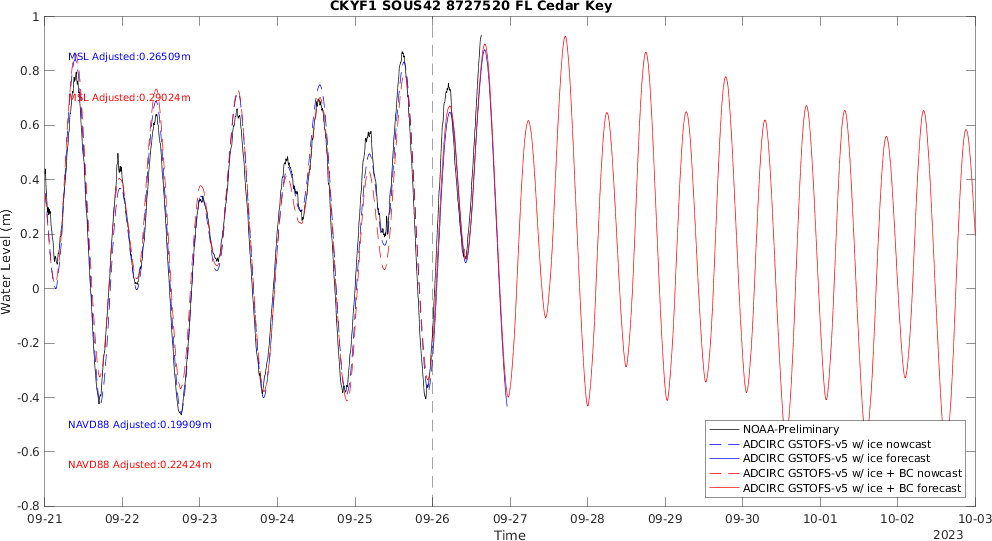 CKYF1 SOUS42 8727520 FL Cedar Key
1
0.8
0.6
0.4
0.2
0
-0.2
-0.4
-0.6
-0.8
Water Level (m)
MSL Adjusted:0.26509m
MSL Adjusted:0.29024m
NAVD88 Adjusted:0.19909m
NAVD88 Adjusted:0.22424m
NOAA-Preliminary
ADCIRC GSTOFS-v5 w/ ice nowcast
ADCIRC GSTOFS-v5 w/ ice forecast
ADCIRC GSTOFS-v5 w/ ice + BC nowcast
ADCIRC GSTOFS-v5 w/ ice + BC forecast
09-21 09-22 09-23 09-24 09-25 09-26 09-27 09-28 09-29 09-30 10-01 10-02 10-03
Time
2023